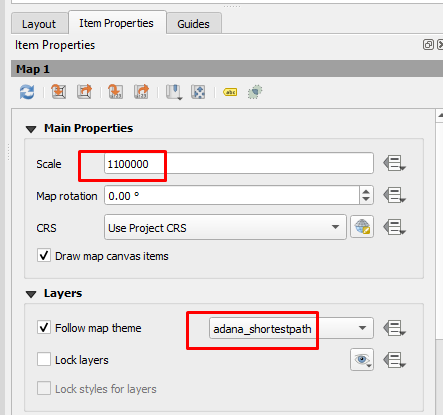 Layout Item Properties Guides
Item Properties
Map 1
abc
Main Properties
Scale 1100000
Map rotation 0.00 °
CRS Use Project CRS
Draw map canvas items
Layers
Follow map theme adana_shortestpath
Lock layers
Lock styles for layers